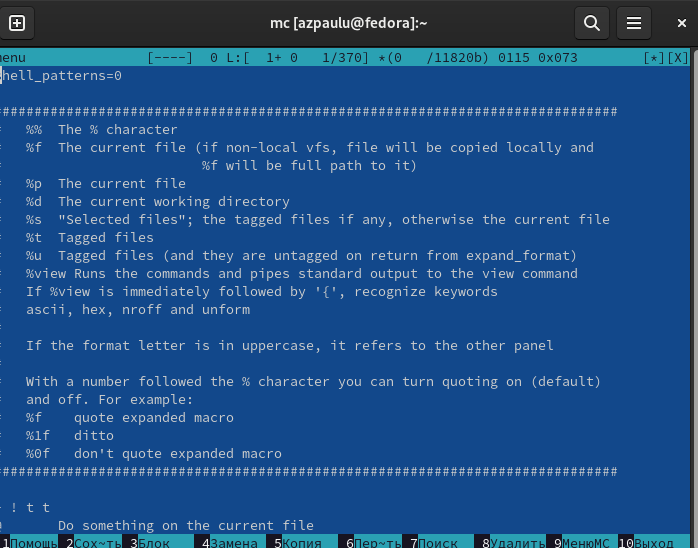 mc [azpaulu@fedora]:~
enu [----] 0 L:[ 1+ 0 1/370] *(0 /11820b) 0115 0x073 [*][X]
hell_patterns=0
###############################################################################
%% The % character
%f The current file (if non-local vfs, file will be copied locally and
%f will be full path to it)
%p The current file
%d The current working directory
%s "Selected files"; the tagged files if any, otherwise the current file
%t Tagged files
%u Tagged files (and they are untagged on return from expand_format)
%view Runs the commands and pipes standard output to the view command
If %view is immediately followed by '{', recognize keywords
ascii, hex, nroff and unform
If the format letter is in uppercase, it refers to the other panel
With a number followed the % character you can turn quoting on (default)
and off. For example:
%f quote expanded macro
%1f ditto
%0f don't quote expanded macro
###############################################################################
! t t
Do something on the current file
1Помощь 2Сох~ть 3Блок 4Замена 5Копия 6Пер~ть 7Поиск 8Удалить 9МенюMC 10Выход